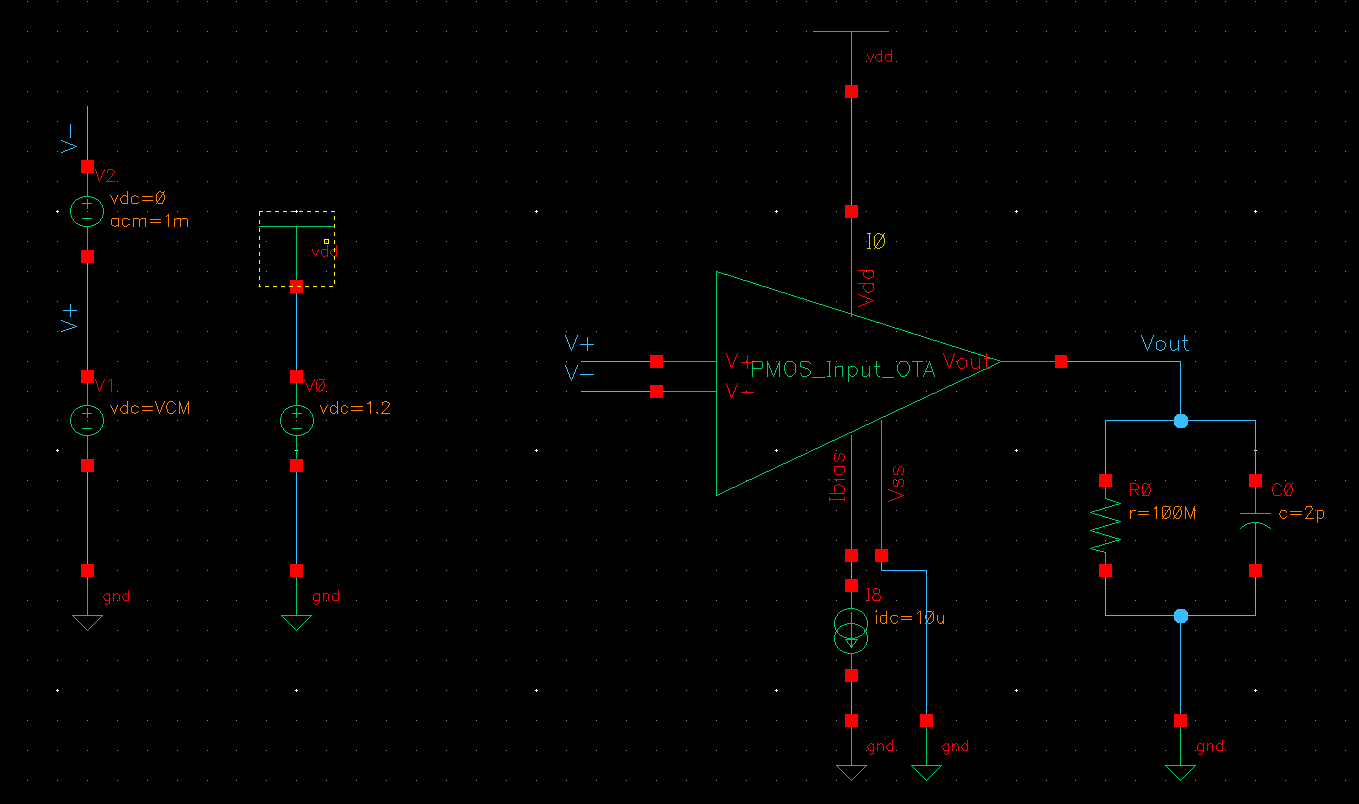 vdd
V-
V2
vdc=0
acm=1m
I0
vdd
Vdd
V+
V+
Vout
V-
V+
PMOS_Input_OTA
Vout
V1
V0
vdc=VCM
vdc=1.2
V-
Ibias
Vss
R0
C0
r=100M
c=2p
gnd
gnd
I8
idc=10u
gnd
gnd
gnd